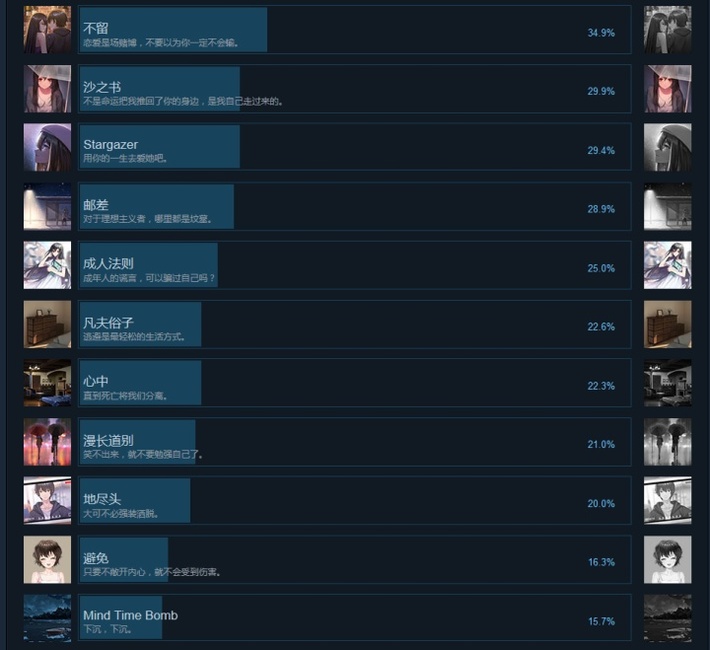 不留
恋爱是场赌博，不要以为你一定不会输。
34.9%
沙之书
不是命运把我推回了你的身边，是我自己走过来的。
29.9%
Stargazer
用你的一生去爱她吧。
29.4%
邮差
对于理想主义者，哪里都是坟窟。
28.9%
成人法则
成年人的谎言，可以骗过自己吗？
25.0%
凡夫俗子
逃避是最轻松的生活方式。
22.6%
心中
直到死亡将我们分离。
22.3%
漫长道别
笑不出来，就不要勉强自己了。
21.0%
地尽头
大可不必强装洒脱。
20.0%
避免
只要不敞开内心，就不会受到伤害。
16.3%
Mind Time Bomb
下沉，下沉。
15.7%